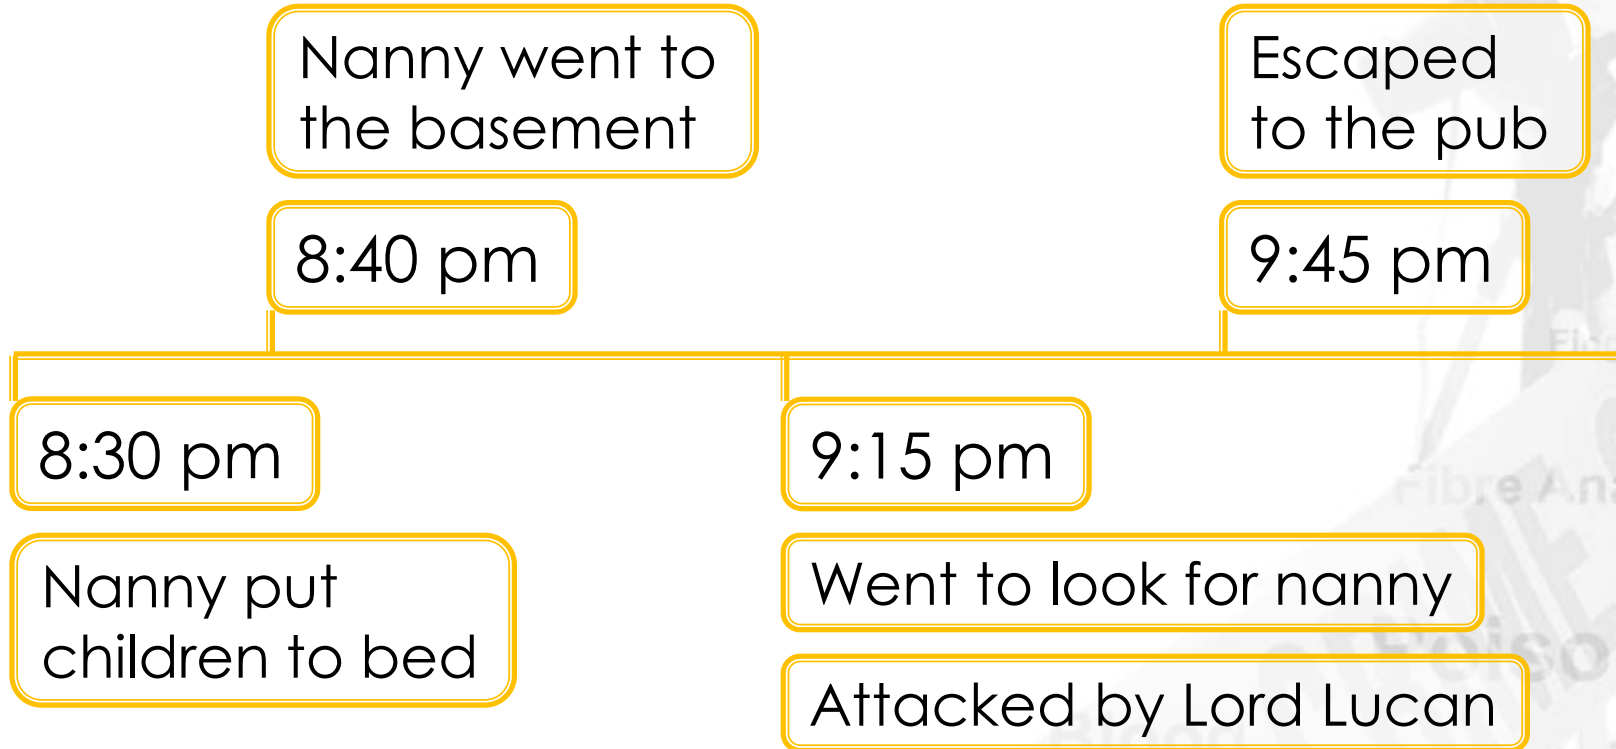 Nanny went to
the basement
8:40 pm
Escaped
to the pub
9:45 pm
8:30 pm
Nanny put
children to bed
9:15 pm
Went to look for nanny
Attacked by Lord Lucan